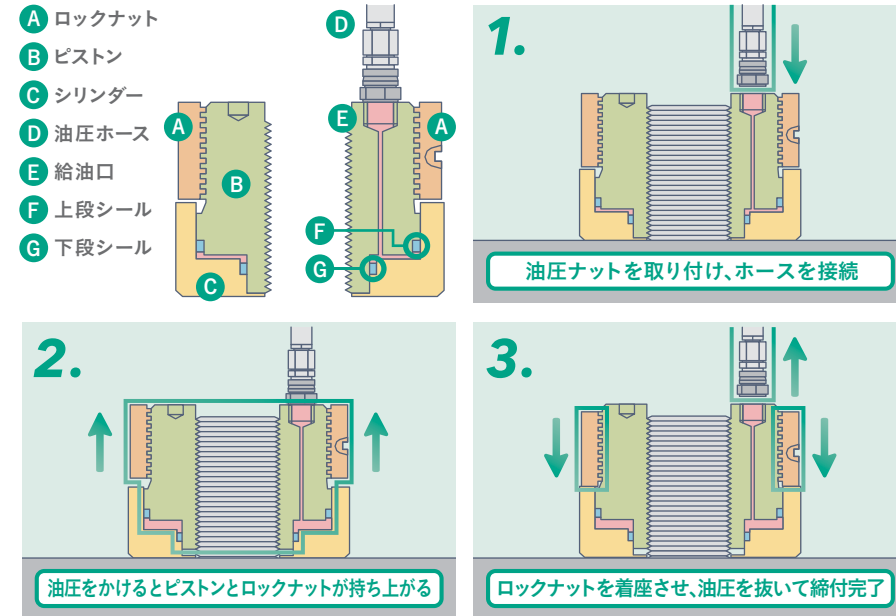 A ロックナット
B ピストン
C シリンダー
D 油圧ホース
E 給油口
F 上段シール
G 下段シール
D
E
A
A
B
F
G
C
1.
油圧ナットを取り付け、ホースを接続
2.
油圧をかけるとピストンとロックナットが持ち上がる
3.
ロックナットを着座させ、油圧を抜いて締付完了